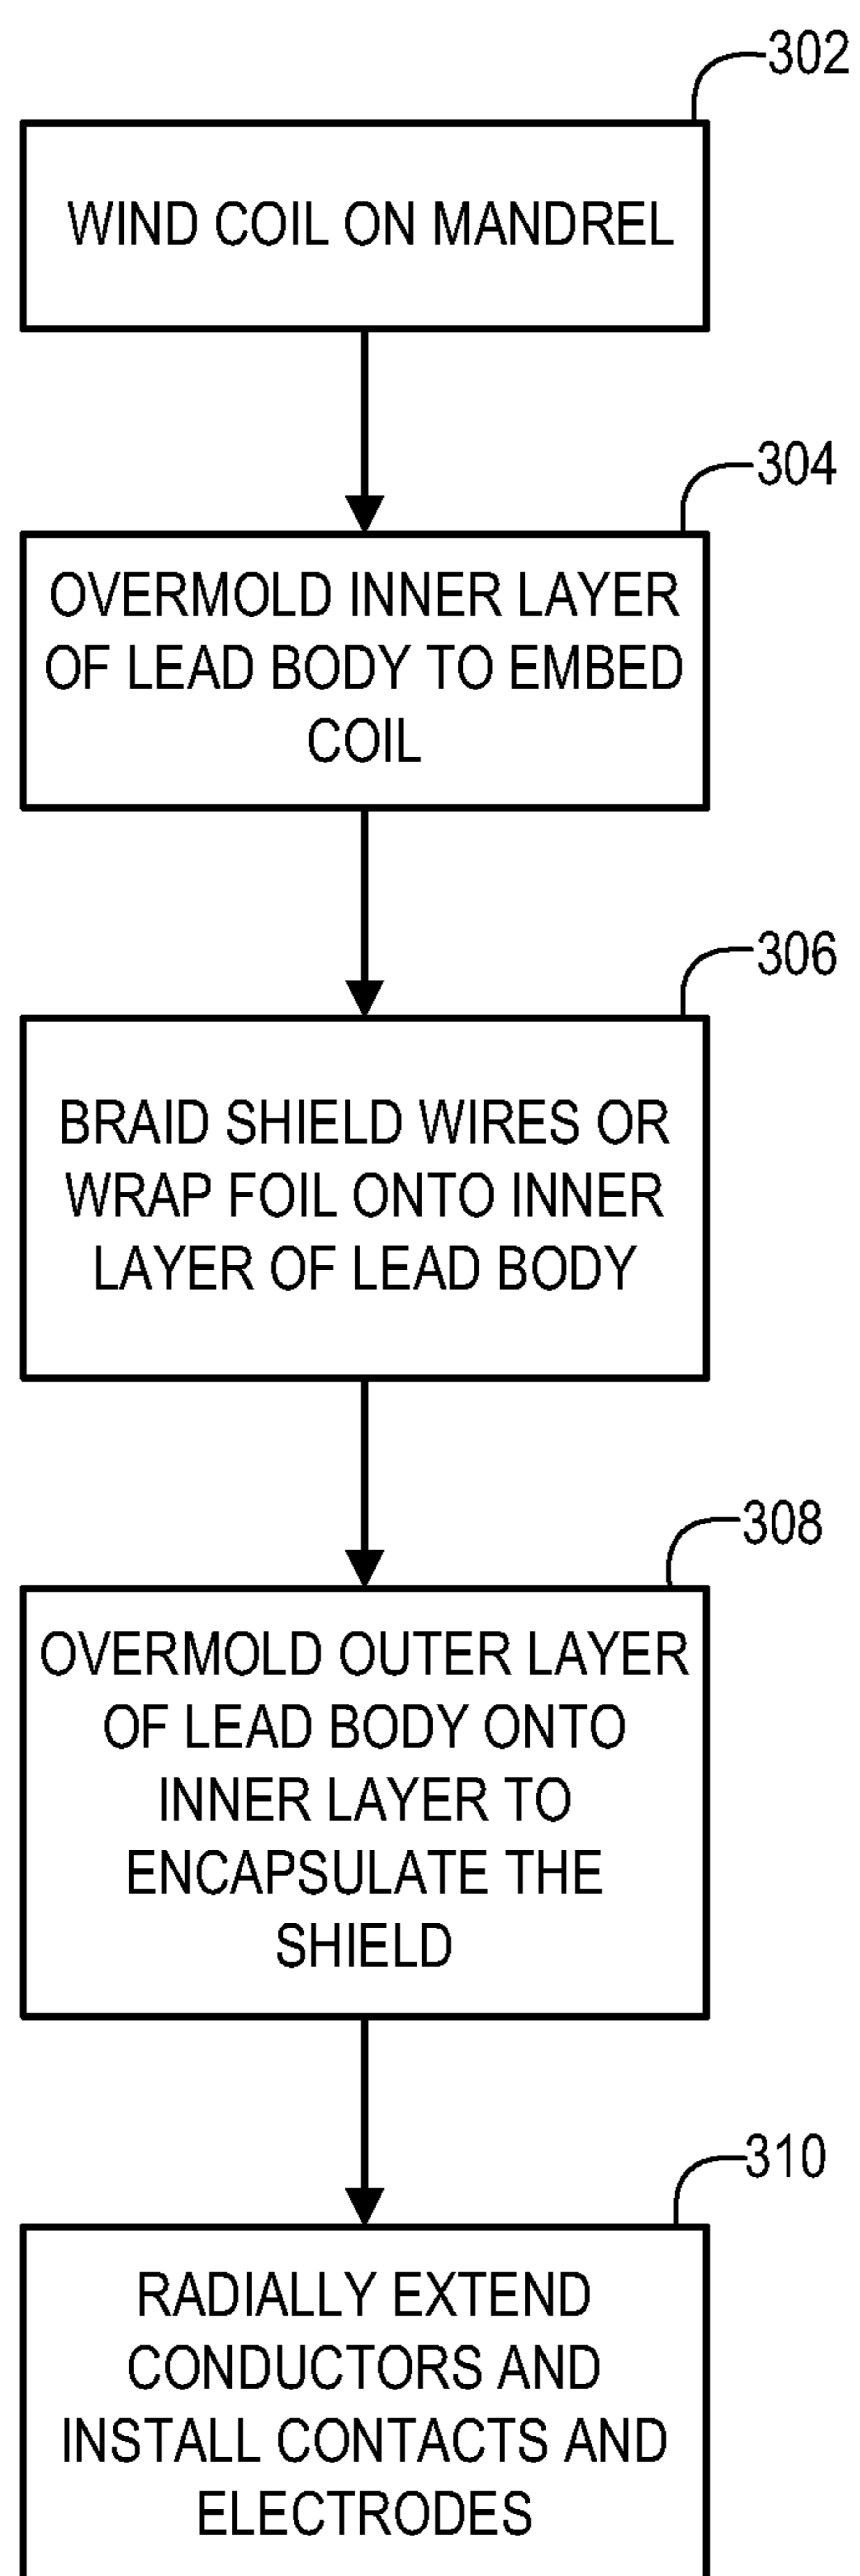 302
WIND COIL ON MANDREL
304
OVERMOLD INNER LAYER
OF LEAD BODY TO EMBED
COIL
306
BRAID SHIELD WIRES OR
WRAP FOIL ONTO INNER
LAYER OF LEAD BODY
308
OVERMOLD OUTER LAYER
OF LEAD BODY ONTO
INNER LAYER TO
ENCAPSULATE THE
SHIELD
310
RADIALLY EXTEND
CONDUCTORS AND
INSTALL CONTACTS AND
ELECTRODES